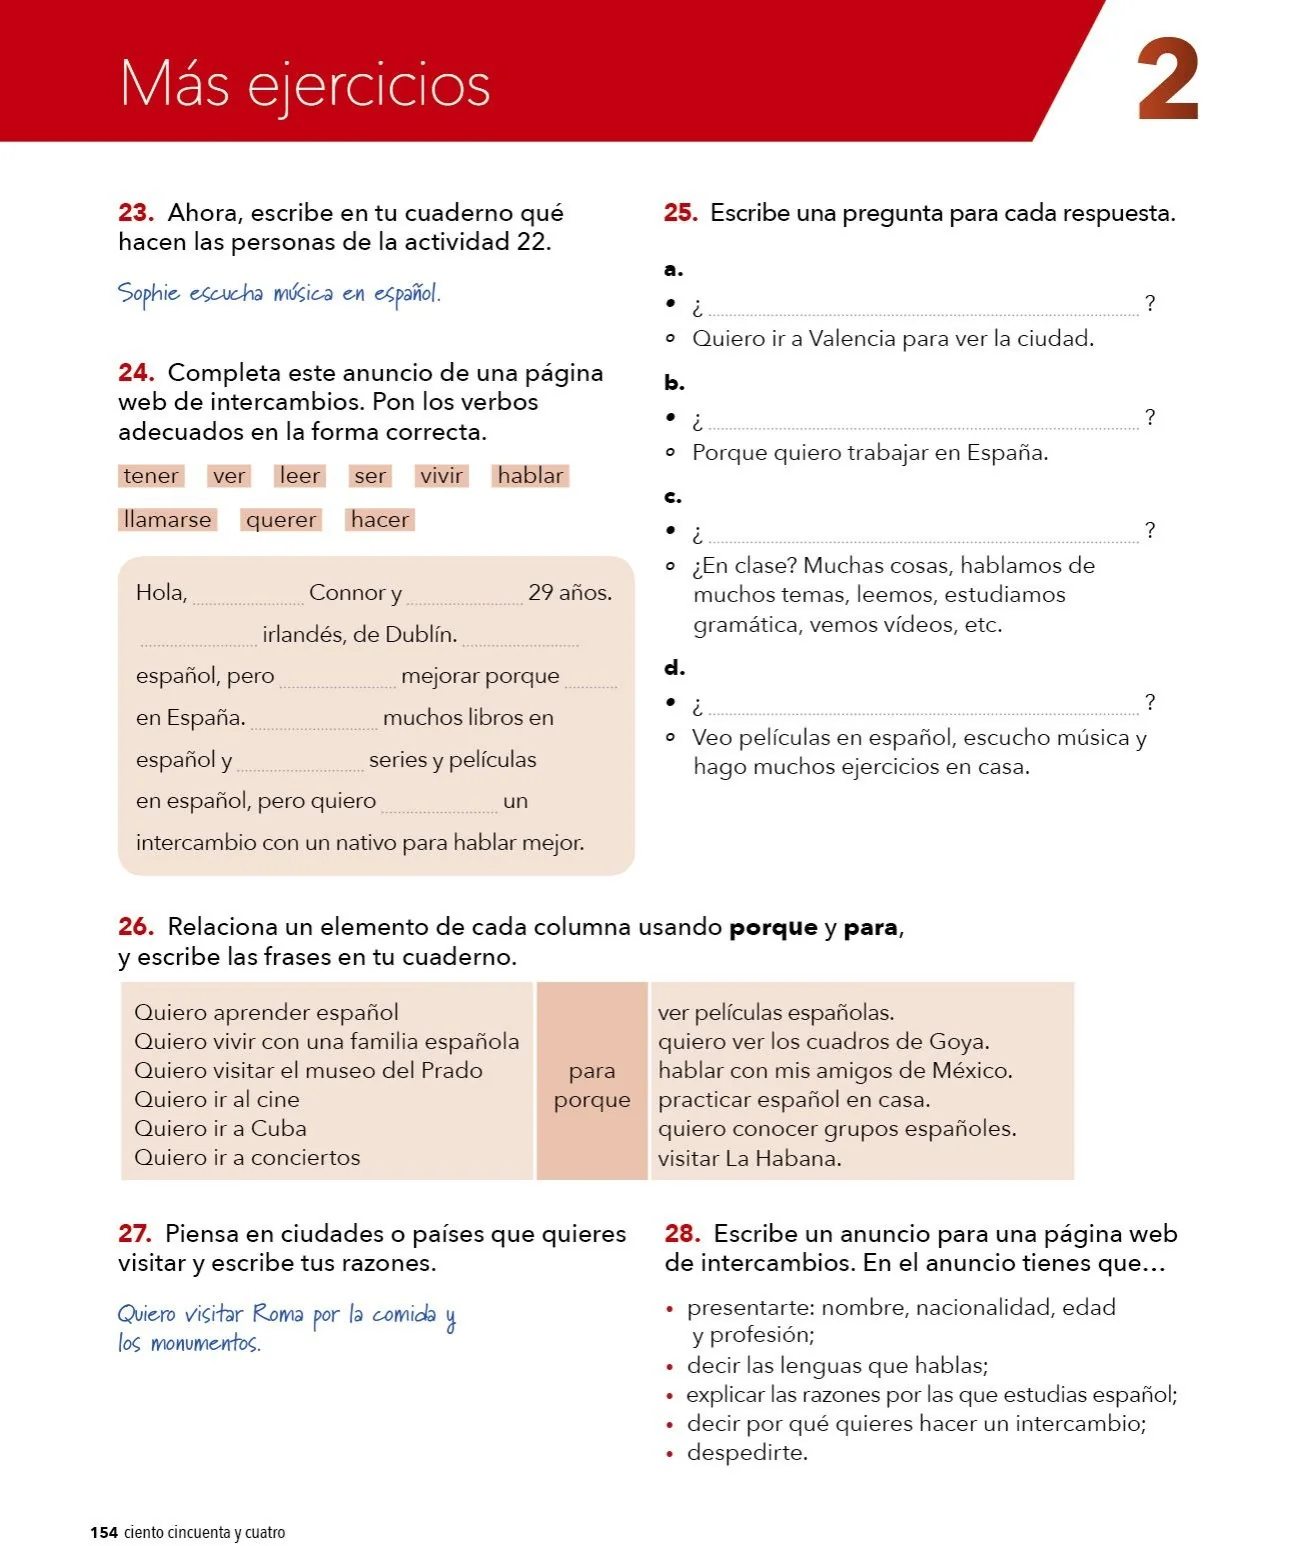 Más ejercicios
2
23. Ahora, escribe en tu cuaderno qué
hacen las personas de la actividad 22.
Sophie escucha música en español.
24. Completa este anuncio de una página
web de intercambios. Pon los verbos
adecuados en la forma correcta.
tener ver leer ser vivir hablar
llamarse querer hacer
Hola, Connor y 29 años.
irlandés, de Dublín.
español, pero mejorar porque
en España. muchos libros en
español y series y películas
en español, pero quiero un
intercambio con un nativo para hablar mejor.
25. Escribe una pregunta para cada respuesta.
a.
• ¿ ?
○ Quiero ir a Valencia para ver la ciudad.
b.
• ¿ ?
○ Porque quiero trabajar en España.
c.
• ¿ ?
○ ¿En clase? Muchas cosas, hablamos de
muchos temas, leemos, estudiamos
gramática, vemos vídeos, etc.
d.
• ¿ ?
○ Veo películas en español, escucho música y
hago muchos ejercicios en casa.
26. Relaciona un elemento de cada columna usando porque y para,
y escribe las frases en tu cuaderno.
Quiero aprender español
Quiero vivir con una familia española
Quiero visitar el museo del Prado
Quiero ir al cine
Quiero ir a Cuba
Quiero ir a conciertos
para
porque
ver películas españolas.
quiero ver los cuadros de Goya.
hablar con mis amigos de México.
practicar español en casa.
quiero conocer grupos españoles.
visitar La Habana.
27. Piensa en ciudades o países que quieres
visitar y escribe tus razones.
Quiero visitar Roma por la comida y
los monumentos.
28. Escribe un anuncio para una página web
de intercambios. En el anuncio tienes que…
• presentarte: nombre, nacionalidad, edad
y profesión;
• decir las lenguas que hablas;
• explicar las razones por las que estudias español;
• decir por qué quieres hacer un intercambio;
• despedirte.
154 ciento cincuenta y cuatro